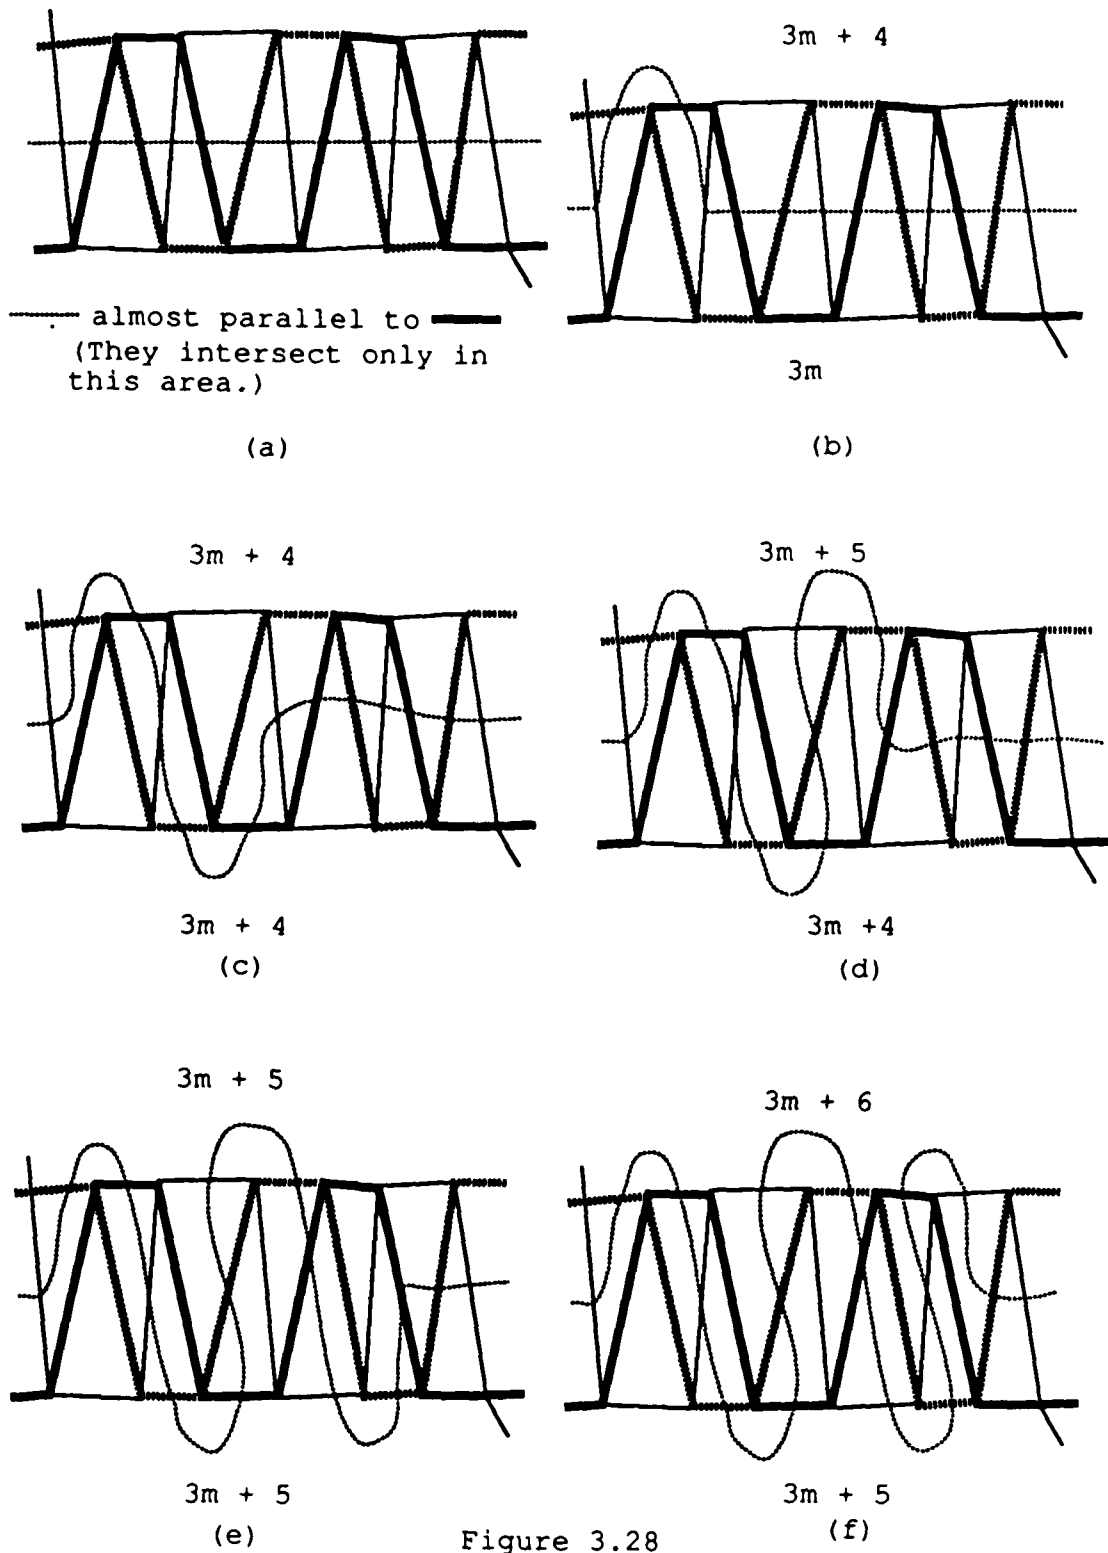 3m + 4
almost parallel to
(They intersect only in
this area.)
3m
(a)
(b)
3m + 4
3m + 5
3m + 4
3m +4
(c)
(d)
3m + 5
3m + 6
3m + 5
3m + 5
(e)
(f)
Figure 3.28